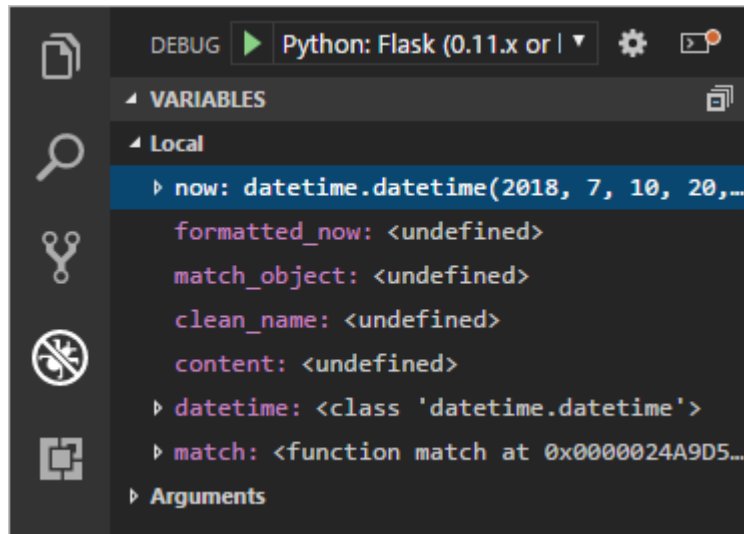 DEBUG Python: Flask (0.11.x or l
VARIABLES
Local
now: datetime.datetime(2018, 7, 10, 20,…
formatted_now: <undefined>
match_object: <undefined>
clean_name: <undefined>
content: <undefined>
datetime: <class 'datetime.datetime'>
match: <function match at 0x0000024A9D5…
Arguments